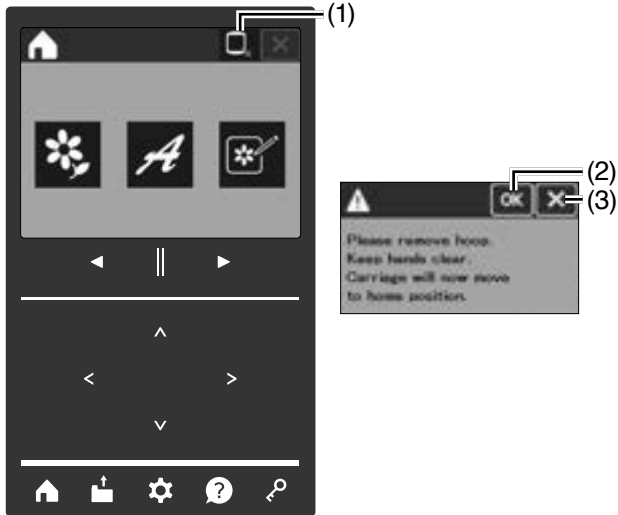 (1)
A
(2)
OK
(3)
Please remove hoop.
Keep hands clear.
Carriage will now move
to home position.
?